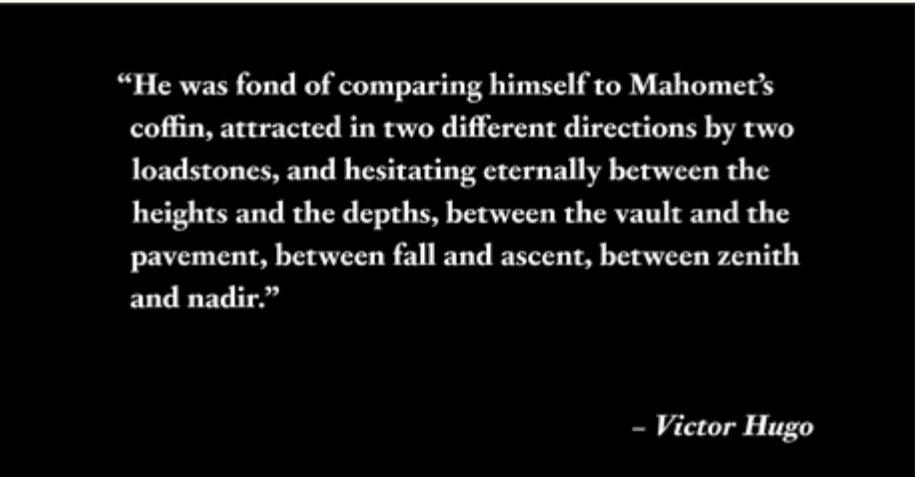 “He was fond of comparing himself to Mahomet’s
coffin, attracted in two different directions by two
loadstones, and hesitating eternally between the
heights and the depths, between the vault and the
pavement, between fall and ascent, between zenith
and nadir.”
– Victor Hugo